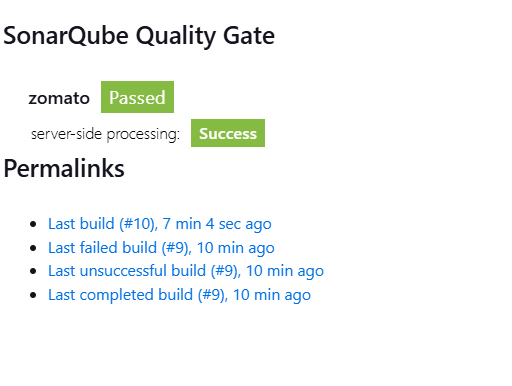 SonarQube Quality Gate
zomato Passed
server-side processing: Success
Permalinks
Last build (#10), 7 min 4 sec ago
Last failed build (#9), 10 min ago
Last unsuccessful build (#9), 10 min ago
Last completed build (#9), 10 min ago